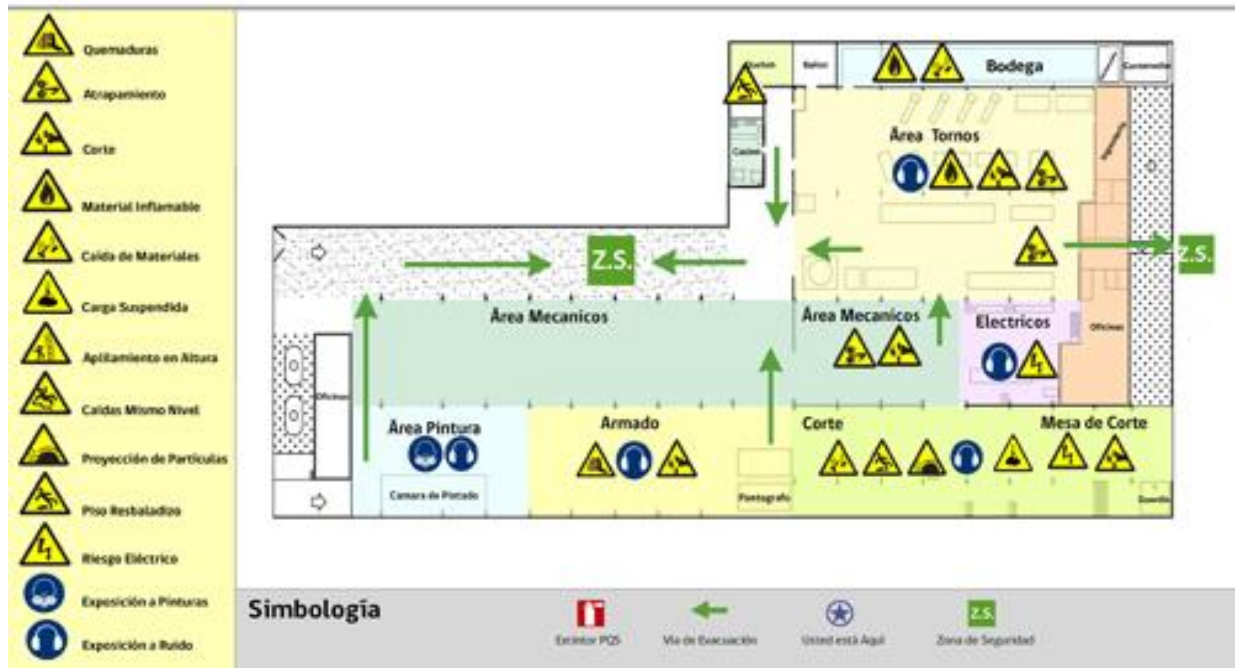 Quemaduras
Atrapamiento
Corte
Material Inflamable
Caída de Materiales
Carga Suspendida
Apilamiento en Altura
Caídas Mismo Nivel
Proyección de Partículas
Piso Resbaladizo
Riesgo Eléctrico
Exposición a Pinturas
Exposición a Ruido
Baños
Bodega
Contenedor
Casino
Área Tornos
Z.S.
Z.S.
Área Mecanicos
Área Mecanicos
Electricos
Oficinas
Oficinas
Área Pintura
Armado
Corte
Mesa de Corte
Camara de Pintado
Pantografo
Guardia
Simbología
Z.S.
Extintor PQS
Vía de Evacuación
Usted está Aquí
Zona de Seguridad